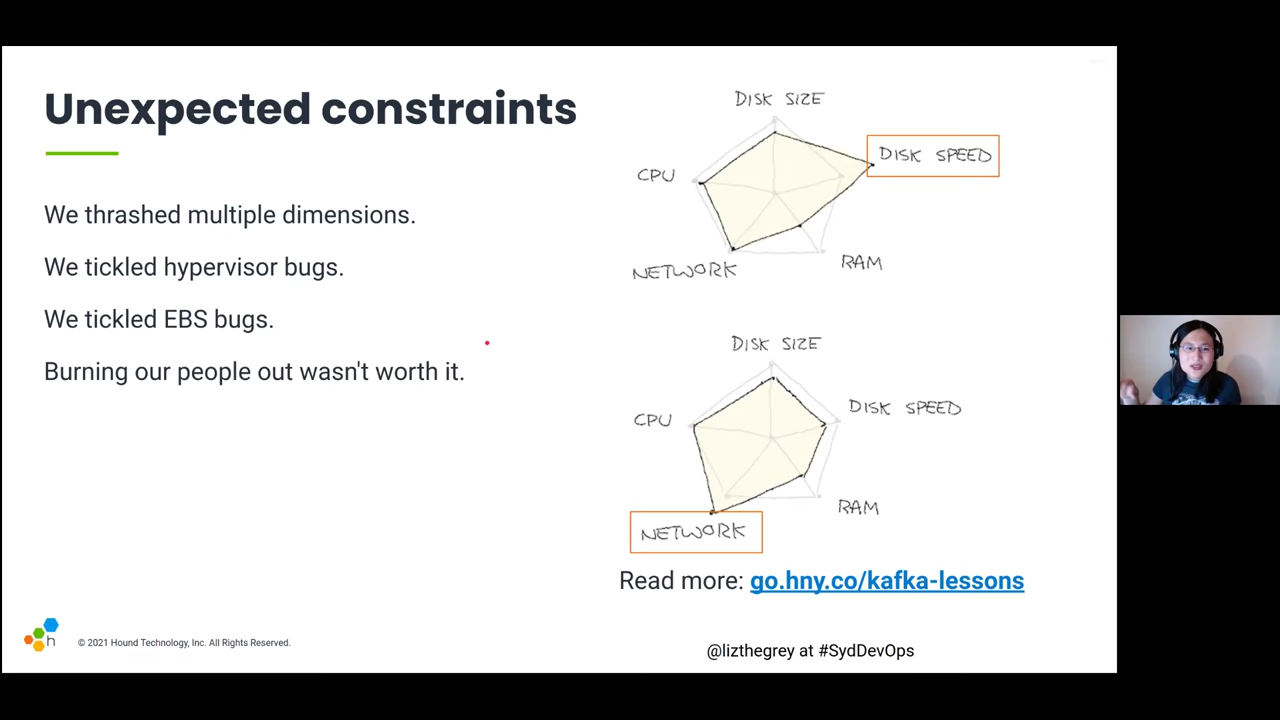 Unexpected constraints
We thrashed multiple dimensions.
We tickled hypervisor bugs.
We tickled EBS bugs.
Burning our people out wasn't worth it.
DISK SIZE
DISK SPEED
CPU
NETWORK
RAM
DISK SIZE
DISK SPEED
CPU
RAM
NETWORK
Read more: go.hny.co/kafka-lessons
h
© 2021 Hound Technology, Inc. All Rights Reserved.
@lizthegrey at #SydDevOps